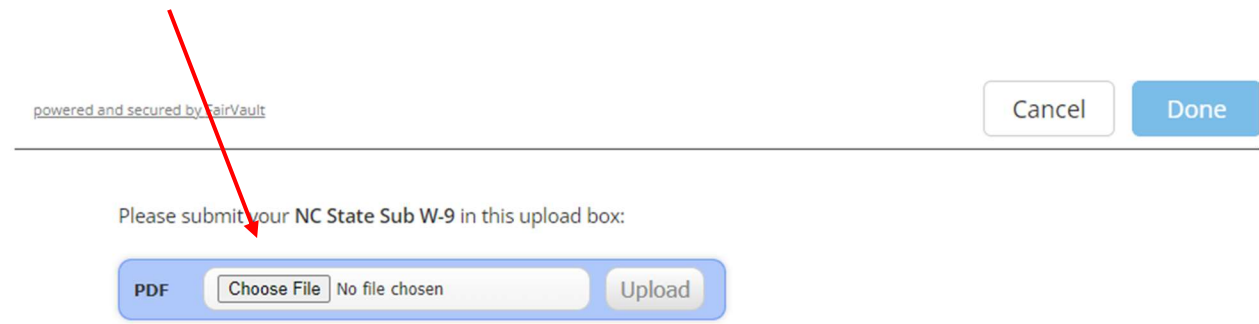 powered and secured by FairVault
Cancel
Done
Please submit your NC State Sub W-9 in this upload box:
PDF
Choose File No file chosen
Upload